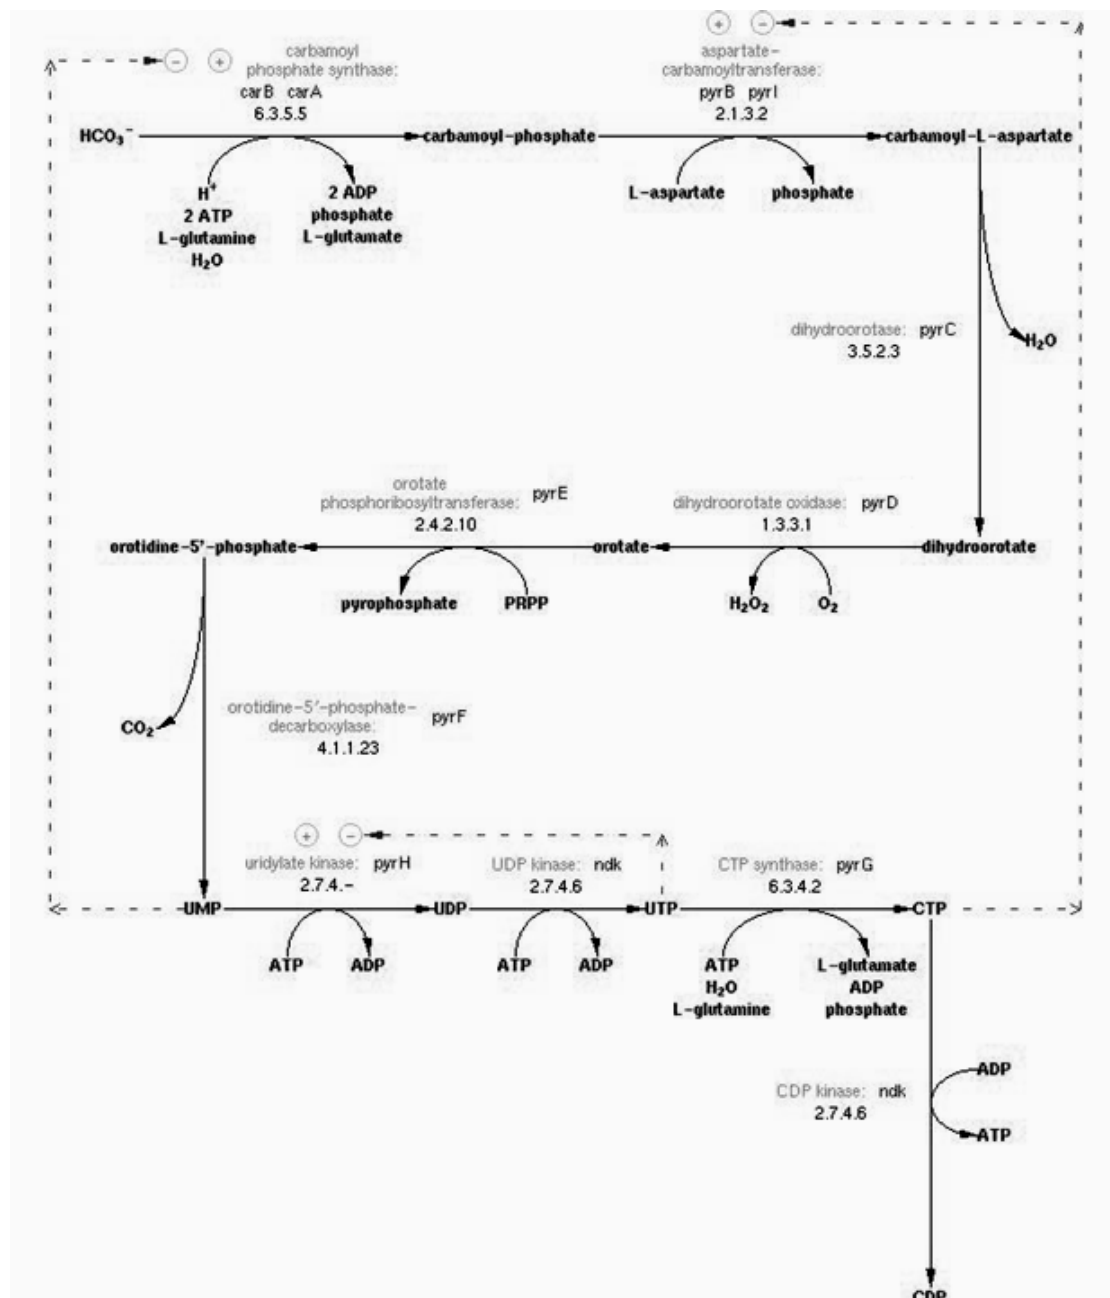 + −
− +
carbamoyl
phosphate synthase:
carB carA
6.3.5.5
aspartate-
carbamoyltransferase:
pyrB pyrI
2.1.3.2
HCO₃⁻
carbamoyl-phosphate
carbamoyl-L-aspartate
H⁺
2 ATP
L-glutamine
H₂O
2 ADP
phosphate
L-glutamate
L-aspartate
phosphate
dihydroorotase: pyrC
3.5.2.3
H₂O
orotate
phosphoribosyltransferase: pyrE
2.4.2.10
dihydroorotate oxidase: pyrD
1.3.3.1
orotidine-5'-phosphate
orotate
dihydroorotate
pyrophosphate
PRPP
H₂O₂
O₂
CO₂
orotidine-5'-phosphate-
decarboxylase: pyrF
4.1.1.23
+ −
uridylate kinase: pyrH
2.7.4.-
UDP kinase: ndk
2.7.4.6
CTP synthase: pyrG
6.3.4.2
UMP
UDP
UTP
CTP
ATP
ADP
ATP
ADP
ATP
H₂O
L-glutamine
L-glutamate
ADP
phosphate
ADP
CDP kinase: ndk
2.7.4.6
ATP
CDP